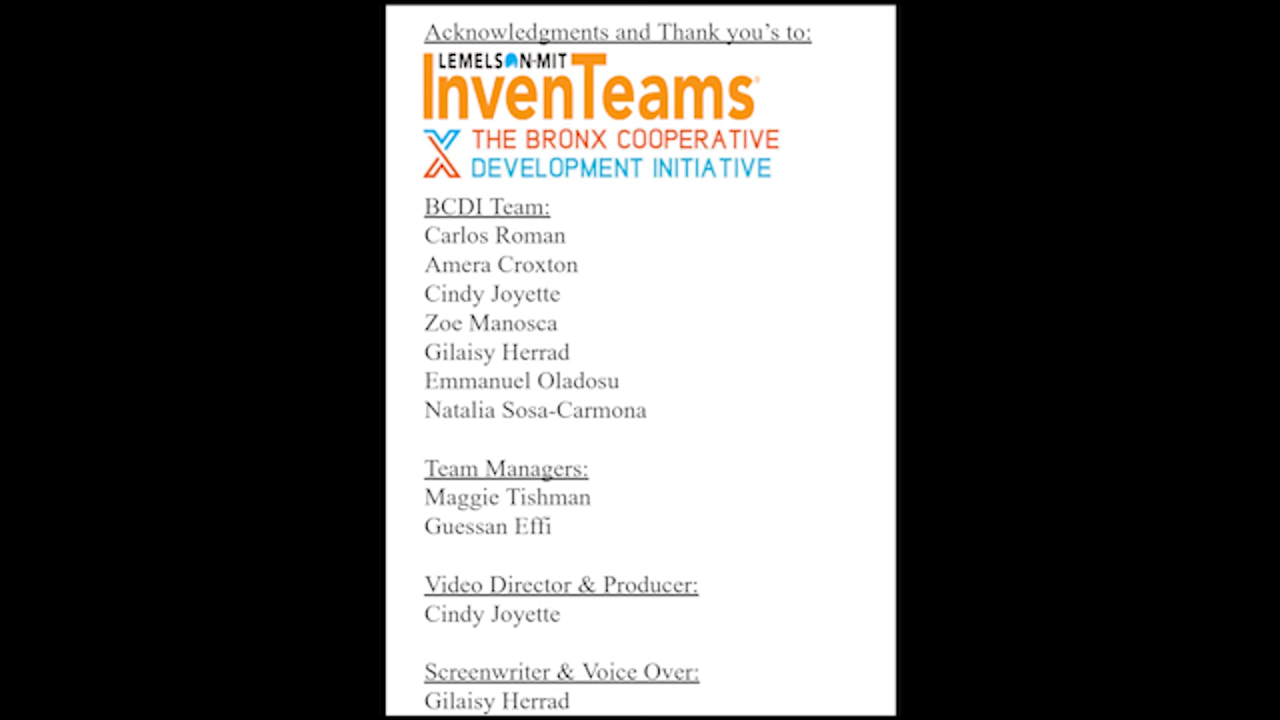 Acknowledgments and Thank you’s to:
LEMELSON-MIT
InvenTeams
THE BRONX COOPERATIVE
DEVELOPMENT INITIATIVE
BCDI Team:
Carlos Roman
Amera Croxton
Cindy Joyette
Zoe Manosca
Gilaisy Herrad
Emmanuel Oladosu
Natalia Sosa-Carmona
Team Managers:
Maggie Tishman
Guessan Effi
Video Director & Producer:
Cindy Joyette
Screenwriter & Voice Over:
Gilaisy Herrad